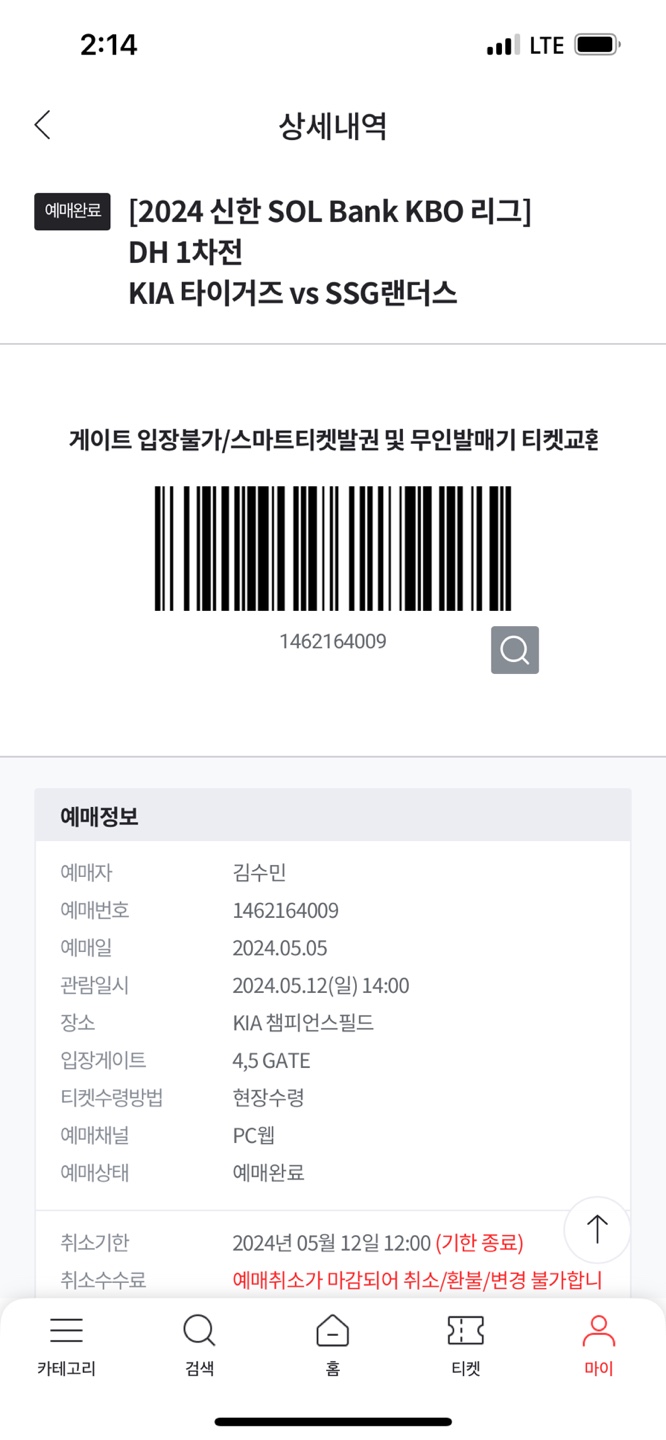 2:14
LTE
상세내역
예매완료
[2024 신한 SOL Bank KBO 리그]
DH 1차전
KIA 타이거즈 vs SSG랜더스
게이트 입장불가/스마트티켓발권 및 무인발매기 티켓교환
1462164009
예매정보
예매자 김수민
예매번호 1462164009
예매일 2024.05.05
관람일시 2024.05.12(일) 14:00
장소 KIA 챔피언스필드
입장게이트 4,5 GATE
티켓수령방법 현장수령
예매채널 PC웹
예매상태 예매완료
취소기한 2024년 05월 12일 12:00 (기한 종료)
취소수수료 예매취소가 마감되어 취소/환불/변경 불가합니
카테고리 검색 홈 티켓 마이